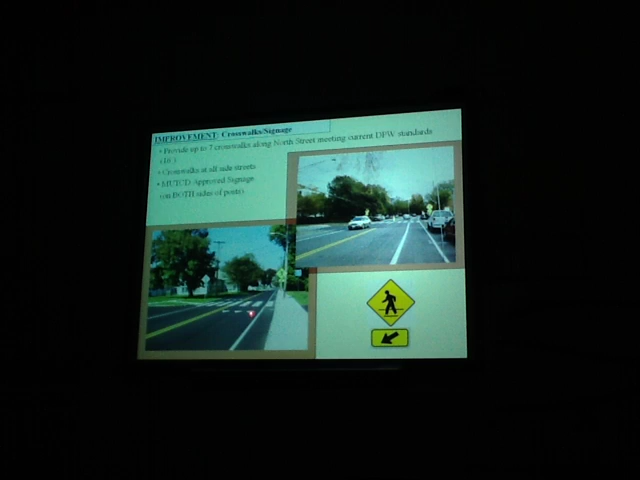 IMPROVEMENT: Crosswalks/Signage
• Provide up to 7 crosswalks along North Street meeting current DPW standards
(16')
• Crosswalks at all side streets
• MUTCD Approved Signage
(on BOTH sides of posts)